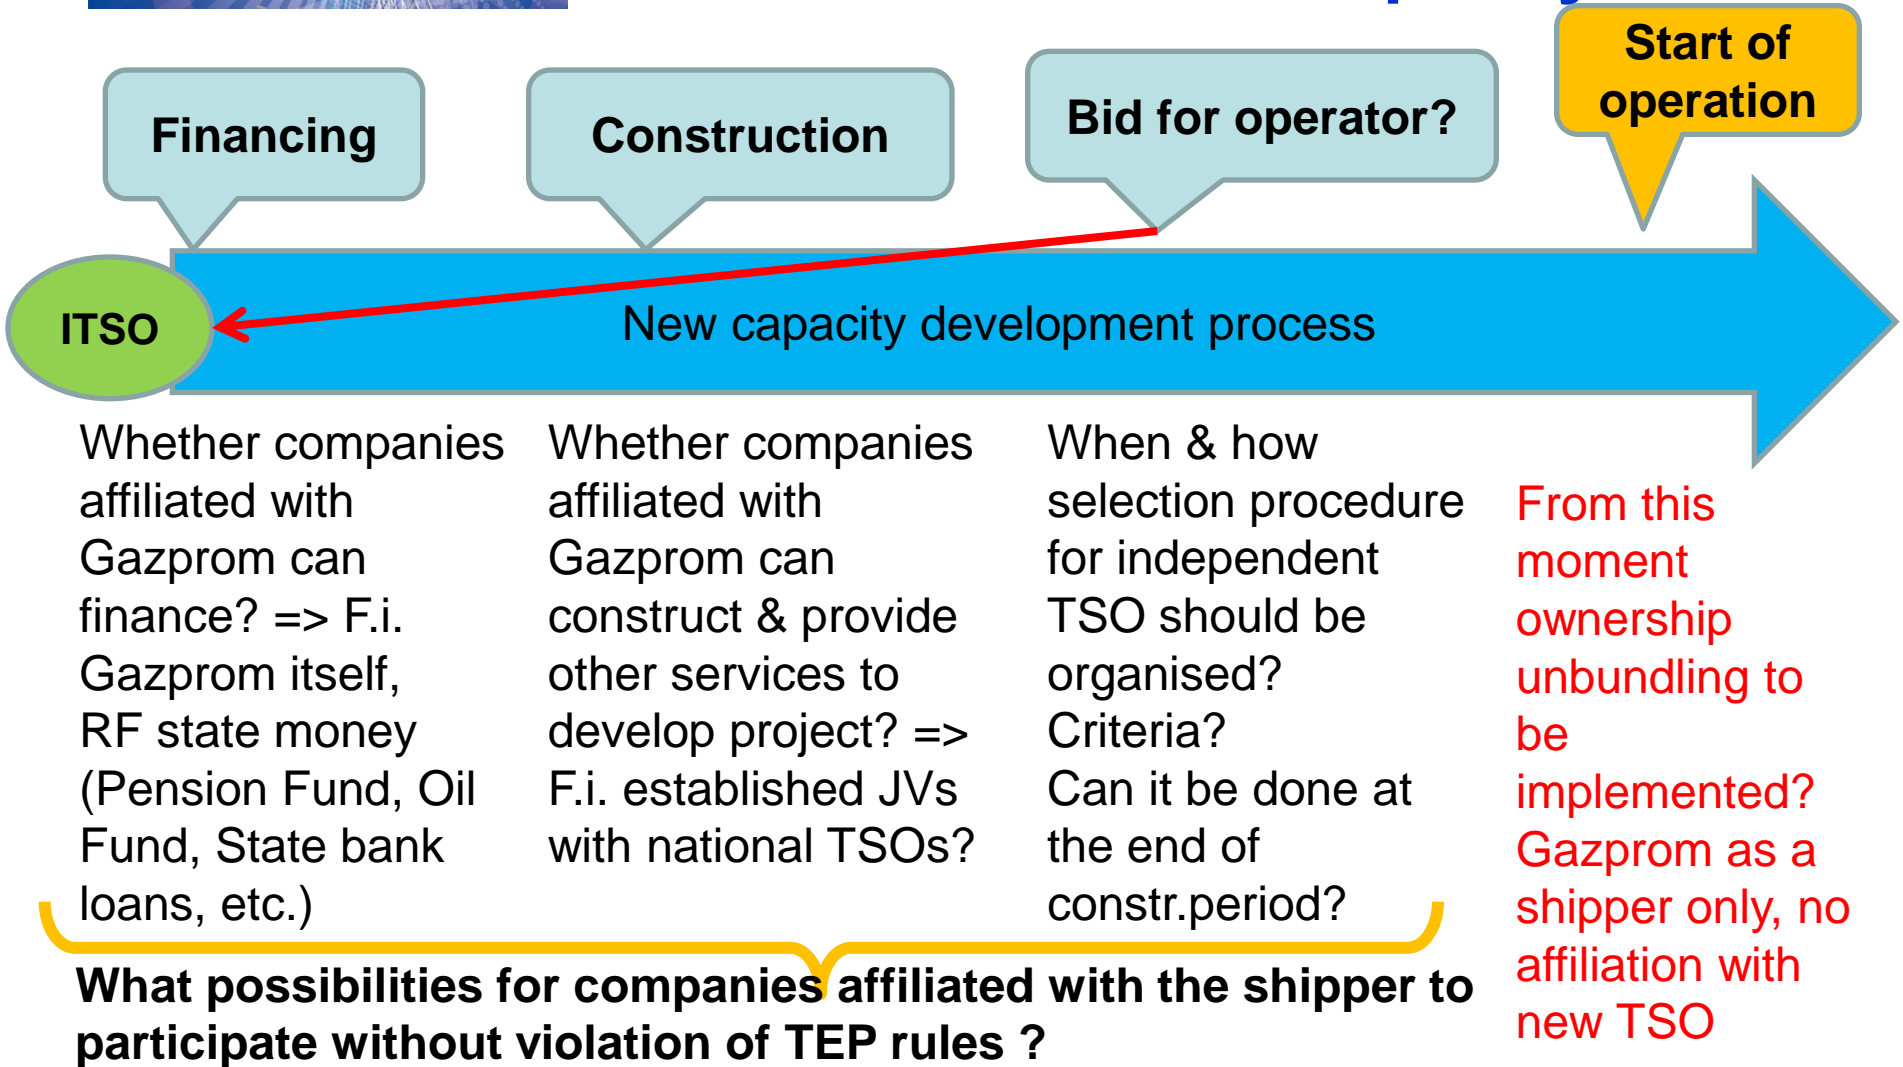 Start of
operation
Financing
Construction
Bid for operator?
ITSO
New capacity development process
Whether companies
affiliated with
Gazprom can
finance? => F.i.
Gazprom itself,
RF state money
(Pension Fund, Oil
Fund, State bank
loans, etc.)
Whether companies
affiliated with
Gazprom can
construct & provide
other services to
develop project? =>
F.i. established JVs
with national TSOs?
When & how
selection procedure
for independent
TSO should be
organised?
Criteria?
Can it be done at
the end of
constr.period?
From this
moment
ownership
unbundling to
be
implemented?
Gazprom as a
shipper only, no
affiliation with
new TSO
What possibilities for companies affiliated with the shipper to
participate without violation of TEP rules ?